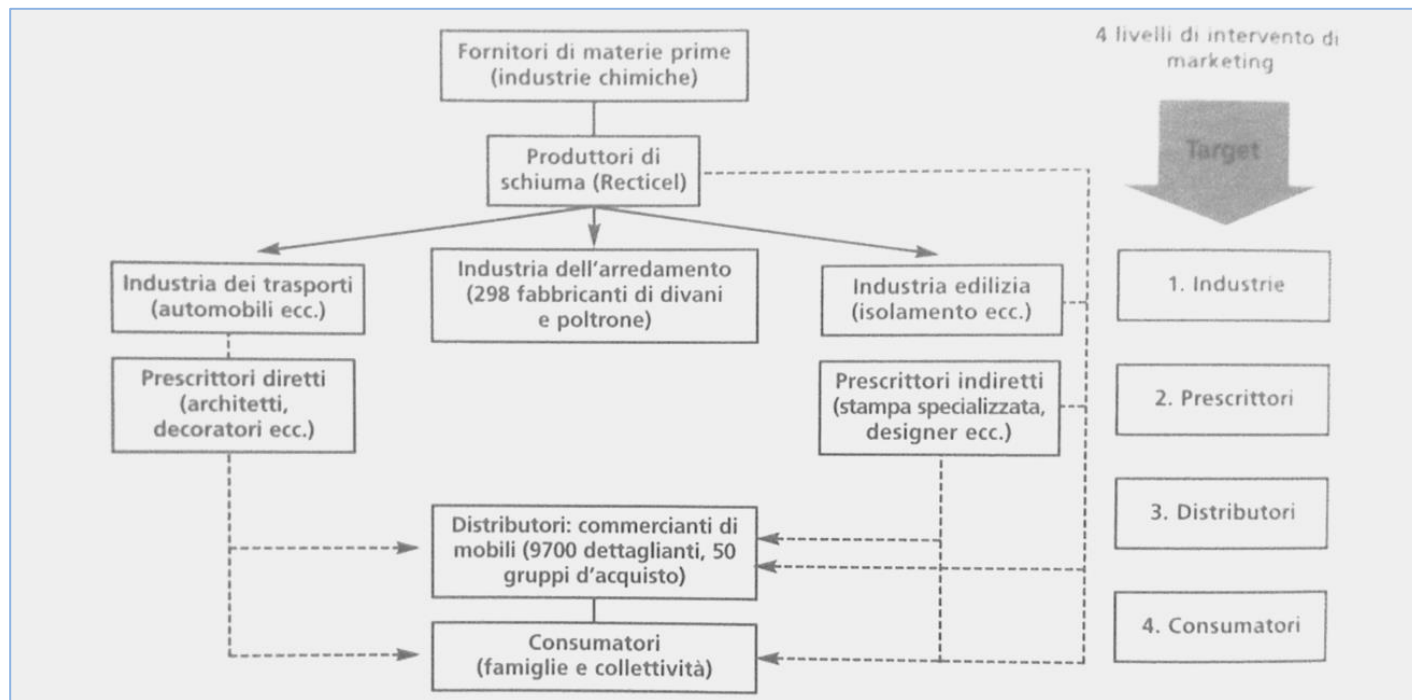 Fornitori di materie prime
(industrie chimiche)
4 livelli di intervento di
marketing
Produttori di
schiuma (Recticel)
Target
Industria dei trasporti
(automobili ecc.)
Industria dell'arredamento
(298 fabbricanti di divani
e poltrone)
Industria edilizia
(isolamento ecc.)
1. Industrie
Prescrittori diretti
(architetti,
decoratori ecc.)
Prescrittori indiretti
(stampa specializzata,
designer ecc.)
2. Prescrittori
Distributori: commercianti di
mobili (9700 dettaglianti, 50
gruppi d'acquisto)
3. Distributori
Consumatori
(famiglie e collettività)
4. Consumatori